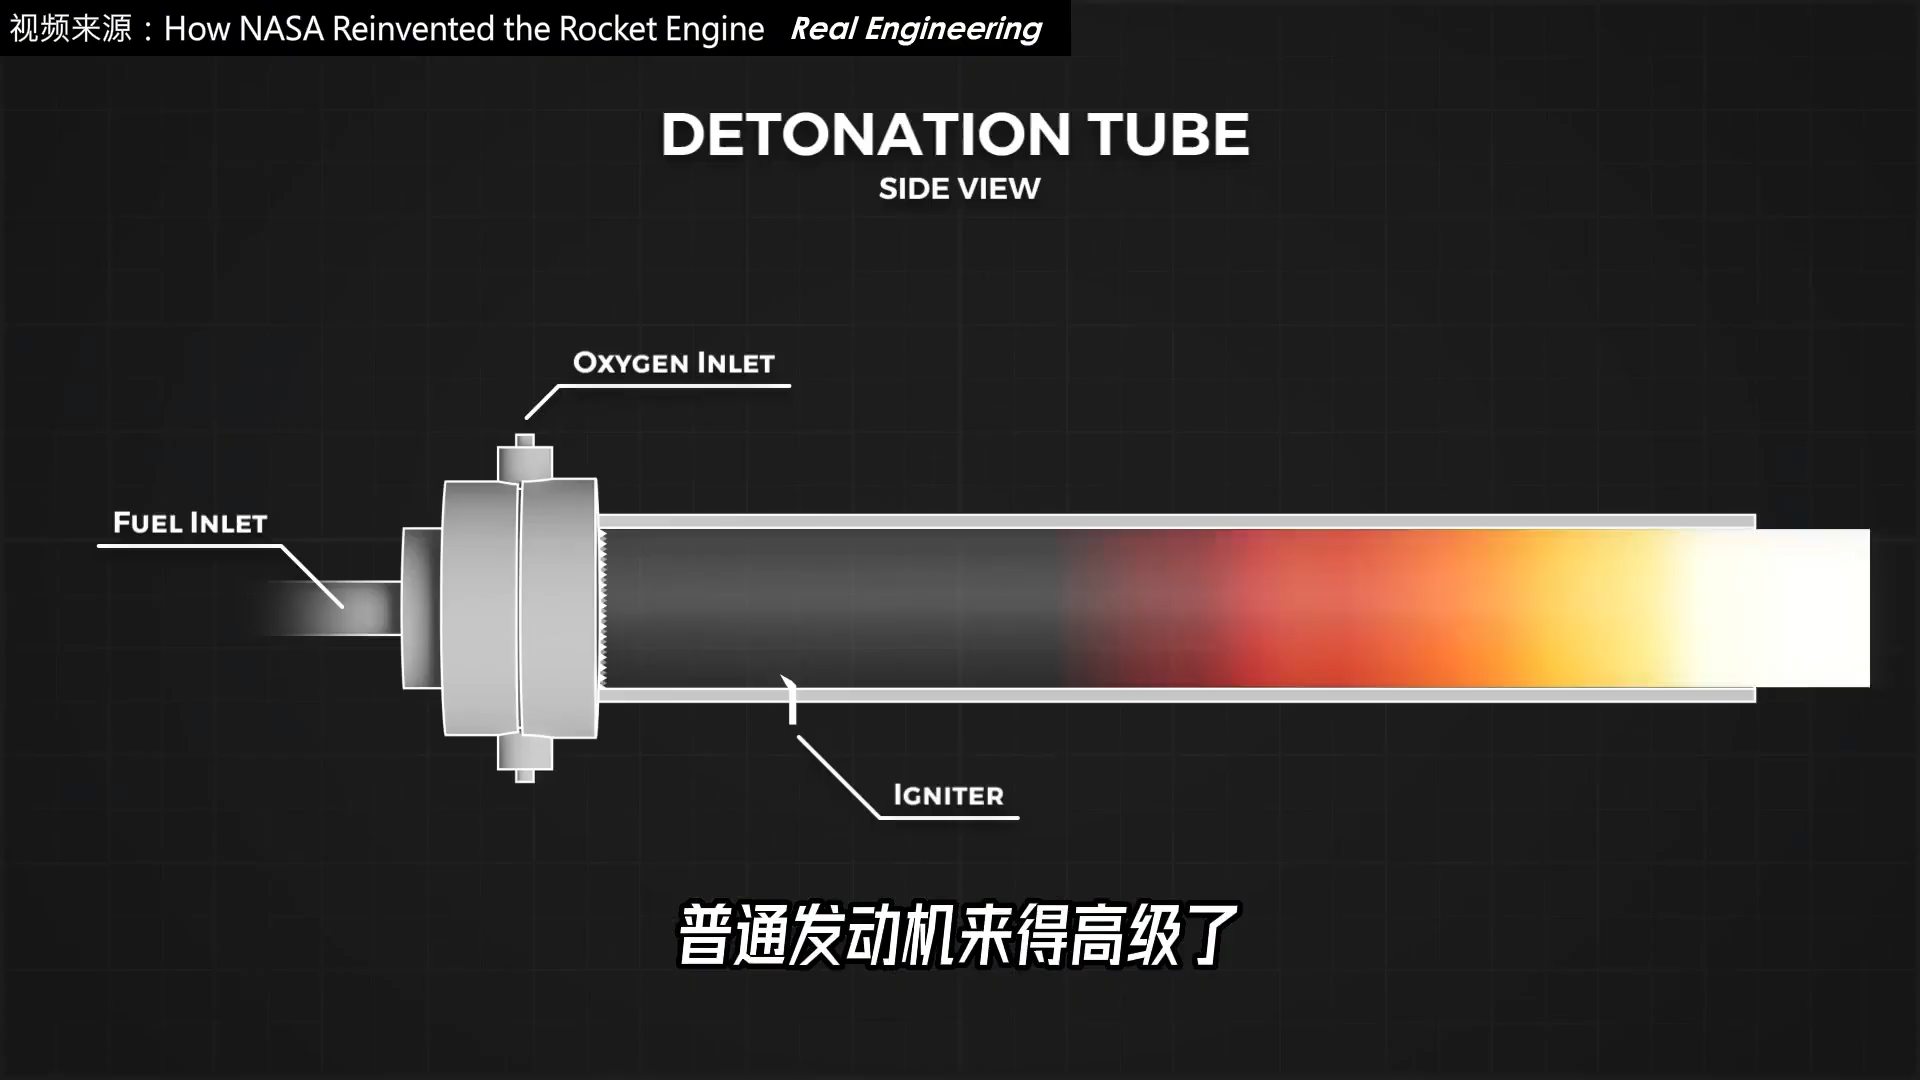 视频来源：How NASA Reinvented the Rocket Engine Real Engineering
DETONATION TUBE
SIDE VIEW
OXYGEN INLET
FUEL INLET
IGNITER
普通发动机来得高级了